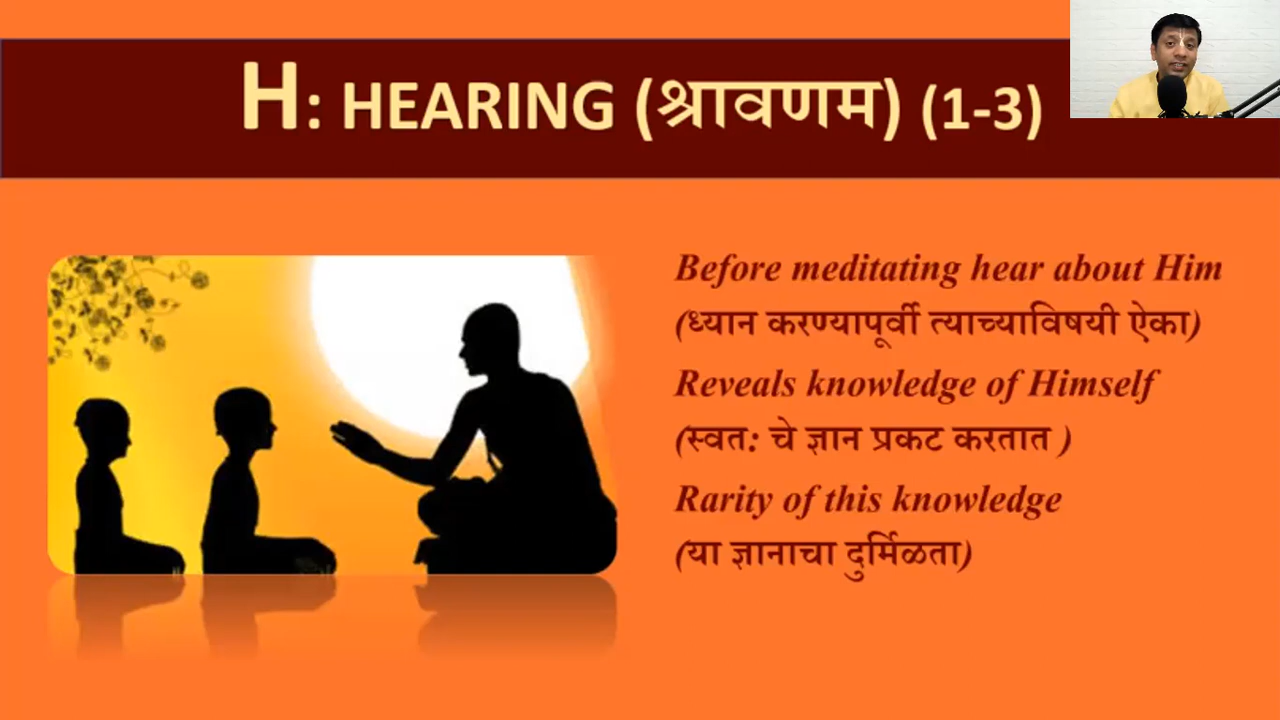 H: HEARING (श्रावणम) (1-3)
Before meditating hear about Him
(ध्यान करण्यापूर्वी त्याच्याविषयी ऐका)
Reveals knowledge of Himself
(स्वत: चे ज्ञान प्रकट करतात )
Rarity of this knowledge
(या ज्ञानाचा दुर्मिळता)